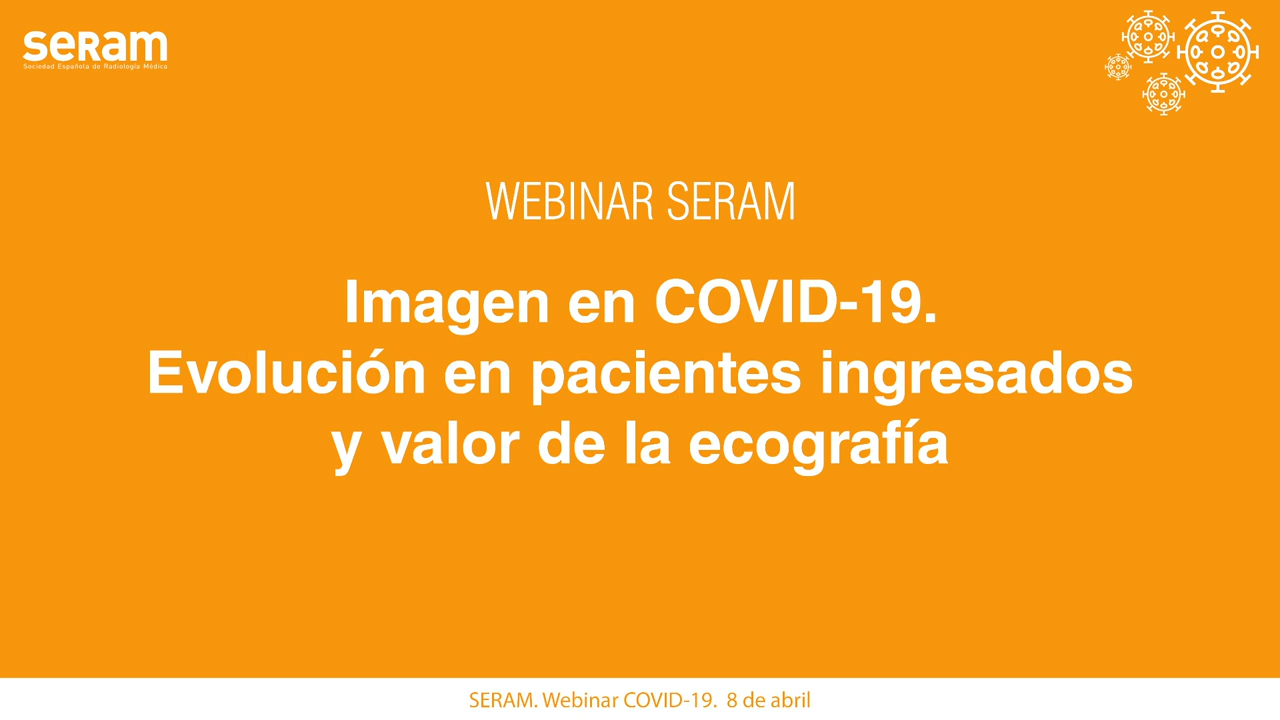 seRam
Sociedad Española de Radiología Médica
WEBINAR SERAM
Imagen en COVID-19.
Evolución en pacientes ingresados
y valor de la ecografía
SERAM. Webinar COVID-19.  8 de abril